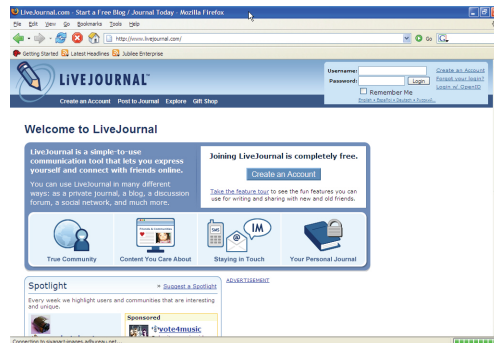 LiveJournal.com - Start a Free Blog / Journal Today - Mozilla Firefox
File Edit View Go Bookmarks Tools Help
http://www.livejournal.com/
Go
Getting Started Latest Headlines Jubilee Enterprise
LIVEJOURNAL™
Username:
Password:
Login
Remember Me
Create an Account
Forgot your login?
Login w/ OpenID
English • Español • Deutsch • Русский…
Create an Account Post to Journal Explore Gift Shop
Welcome to LiveJournal
LiveJournal is a simple-to-use
communication tool that lets you express
yourself and connect with friends online.
You can use LiveJournal in many different
ways: as a private journal, a blog, a discussion
forum, a social network, and much more.
Joining LiveJournal is completely free.
Create an Account
Take the feature tour to see the fun features you can
use for writing and sharing with new and old friends.
SMS
@
IM
True Community
Content You Care About
Staying in Touch
Your Personal Journal
Spotlight
» Suggest a Spotlight
Every week we highlight users and communities that are interesting
and unique.
Sponsored
vote4music
ADVERTISEMENT